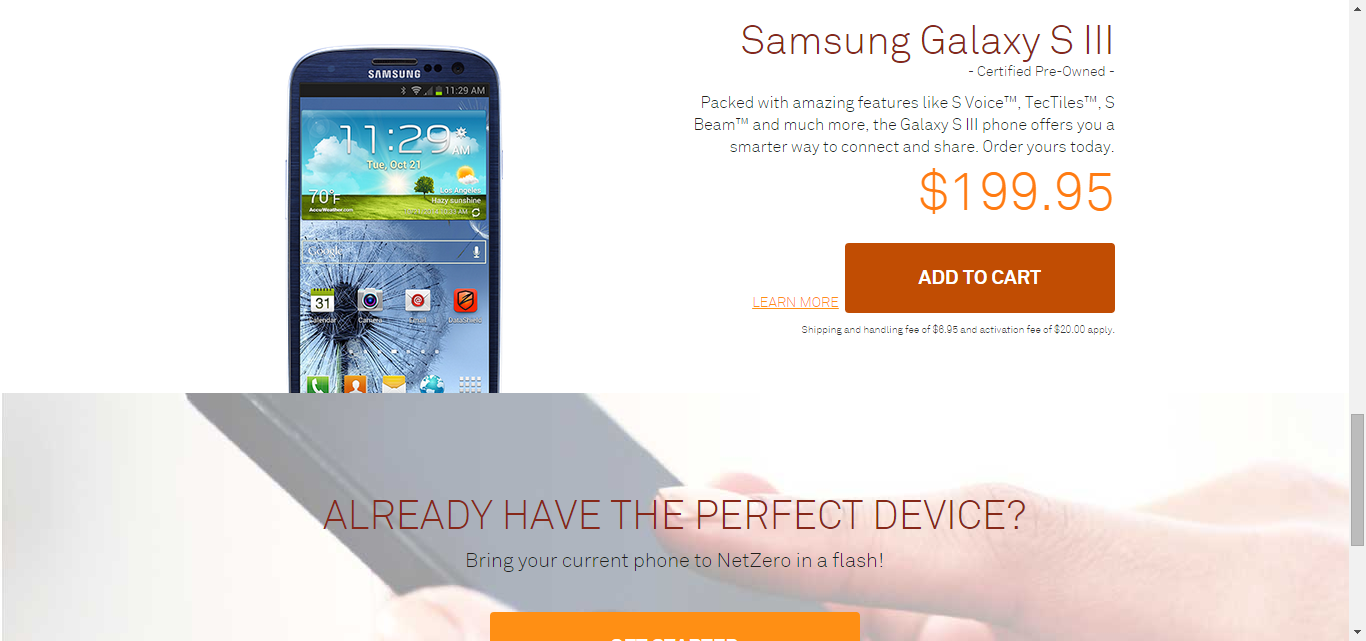 Samsung Galaxy S III
- Certified Pre-Owned -
Packed with amazing features like S Voice™, TecTiles™, S
Beam™ and much more, the Galaxy S III phone offers you a
smarter way to connect and share. Order yours today.
$199.95
LEARN MORE
ADD TO CART
Shipping and handling fee of $6.95 and activation fee of $20.00 apply.
SAMSUNG
11:29 AM
11:29 AM
Tue, Oct 21
70°F
Los Angeles
Hazy sunshine
AccuWeather.com
Google
31
Calendar
Camera
Email
DataShield
ALREADY HAVE THE PERFECT DEVICE?
Bring your current phone to NetZero in a flash!